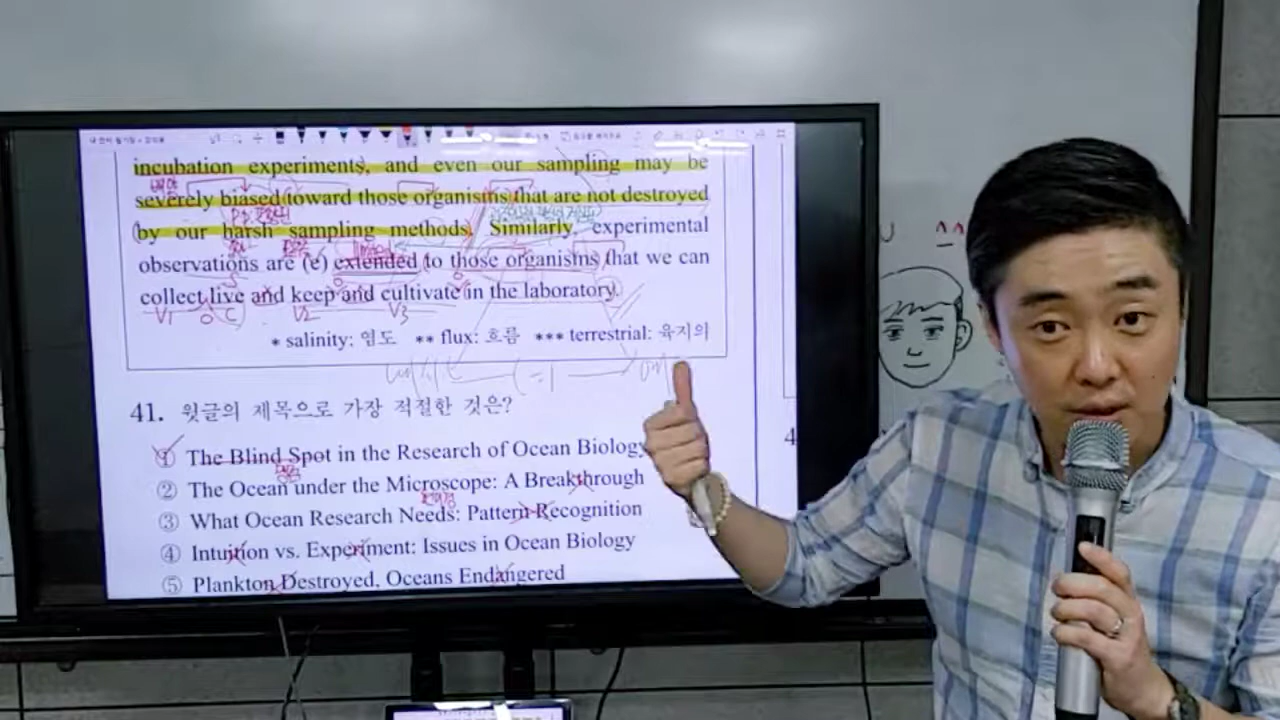 incubation experiments, and even our sampling may be
severely biased toward those organisms that are not destroyed
by our harsh sampling methods. Similarly, experimental
observations are (e) extended to those organisms that we can
limited
collect live and keep and cultivate in the laboratory.
V1 O C V2 V3
* salinity: 염도 ** flux: 흐름 *** terrestrial: 육지의
41. 윗글의 제목으로 가장 적절한 것은?
① The Blind Spot in the Research of Ocean Biology
② The Ocean under the Microscope: A Breakthrough
③ What Ocean Research Needs: Pattern Recognition
④ Intuition vs. Experiment: Issues in Ocean Biology
⑤ Plankton Destroyed, Oceans Endangered
4